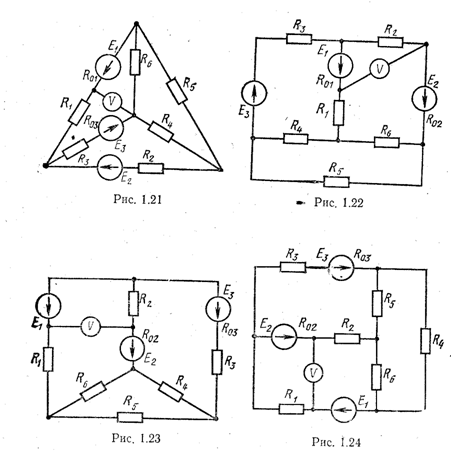 E1
R01
R6
R5
R1
V
R03
R4
E3
R3
R2
E2
Рис. 1.21
R3
R2
E1
R01
V
E2
R02
E3
R1
R4
R6
R5
Рис. 1.22
R2
E3
E1
V
R02
R03
E2
R1
R3
R6
R4
R5
Рис. 1.23
R3
E3
R03
R5
E2
R02
R2
R4
V
R6
R1
E1
Рис. 1.24